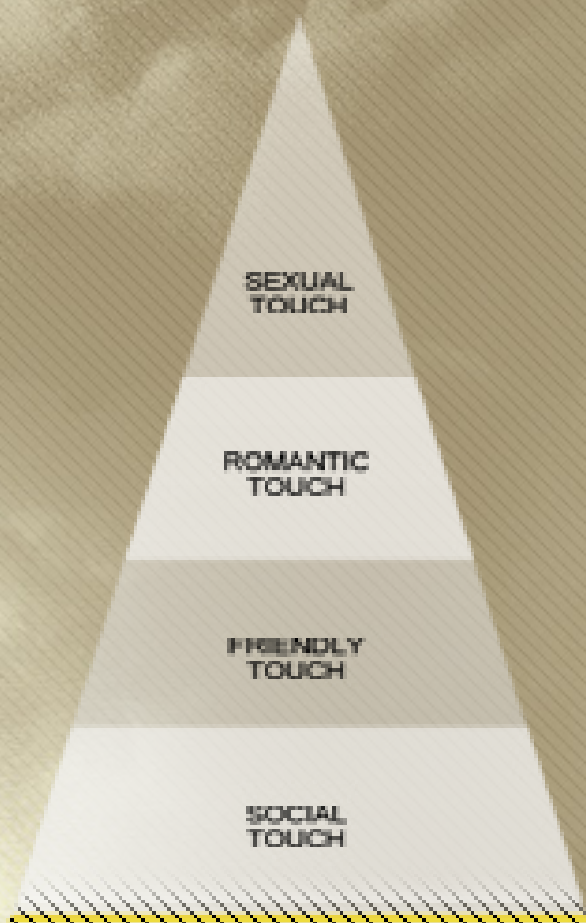 SEXUAL
TOUCH
ROMANTIC
TOUCH
FRIENDLY
TOUCH
SOCIAL
TOUCH